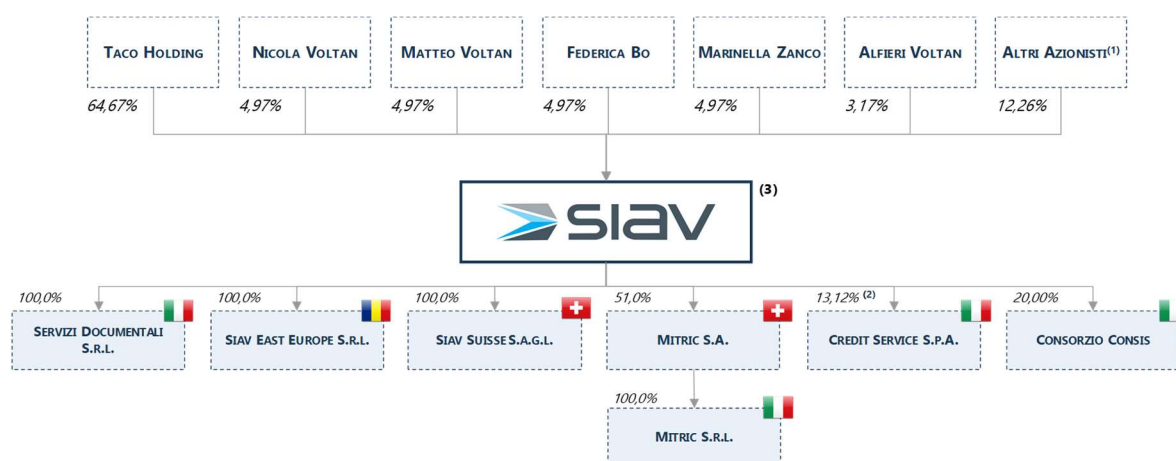 TACO HOLDING
NICOLA VOLTAN
MATTEO VOLTAN
FEDERICA BO
MARINELLA ZANCO
ALFIERI VOLTAN
ALTRI AZIONISTI(1)
64,67%
4,97%
4,97%
4,97%
4,97%
3,17%
12,26%
SIAV
(3)
100,0%
100,0%
100,0%
51,0%
13,12% (2)
20,00%
SERVIZI DOCUMENTALI
S.R.L.
SIAV EAST EUROPE S.R.L.
SIAV SUISSE S.A.G.L.
MITRIC S.A.
CREDIT SERVICE S.P.A.
CONSORZIO CONSIS
100,0%
MITRIC S.R.L.